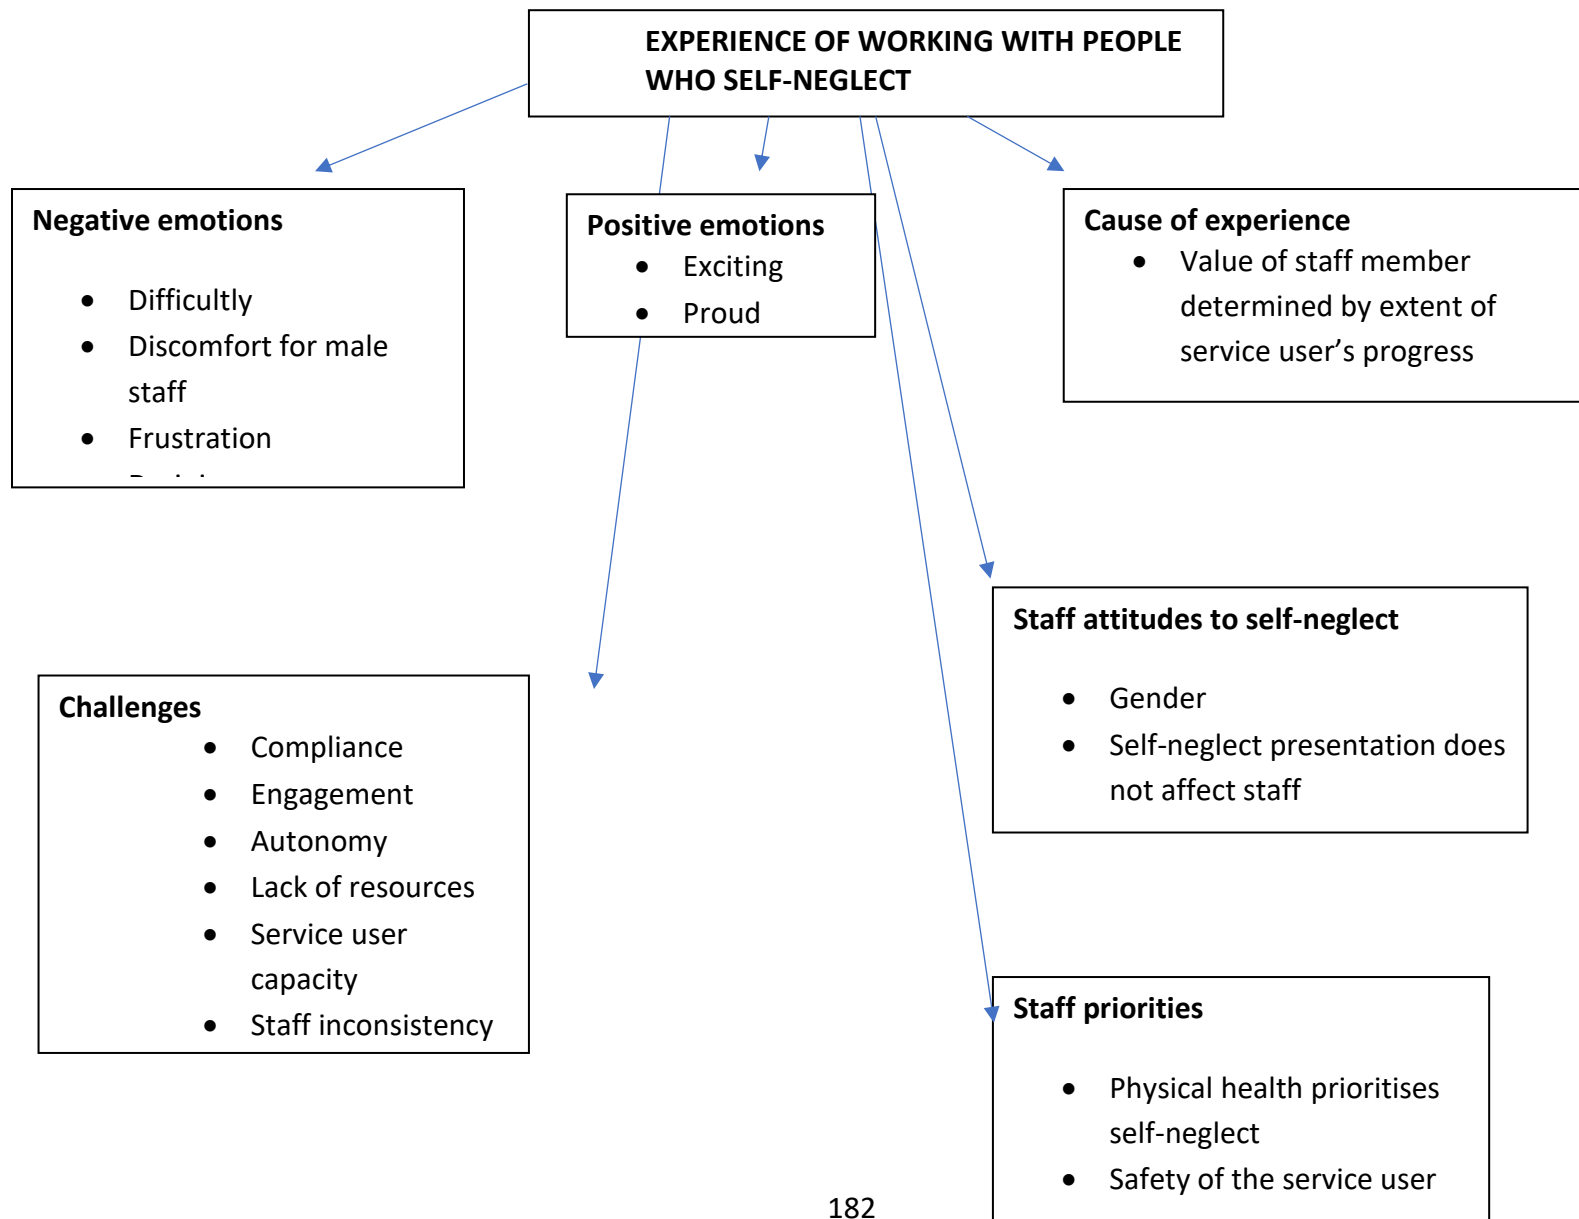 EXPERIENCE OF WORKING WITH PEOPLE
WHO SELF-NEGLECT
Negative emotions
• Difficultly
• Discomfort for male
staff
• Frustration
Positive emotions
• Exciting
• Proud
Cause of experience
• Value of staff member
determined by extent of
service user’s progress
Challenges
• Compliance
• Engagement
• Autonomy
• Lack of resources
• Service user
capacity
• Staff inconsistency
Staff attitudes to self-neglect
• Gender
• Self-neglect presentation does
not affect staff
Staff priorities
• Physical health prioritises
self-neglect
• Safety of the service user
182